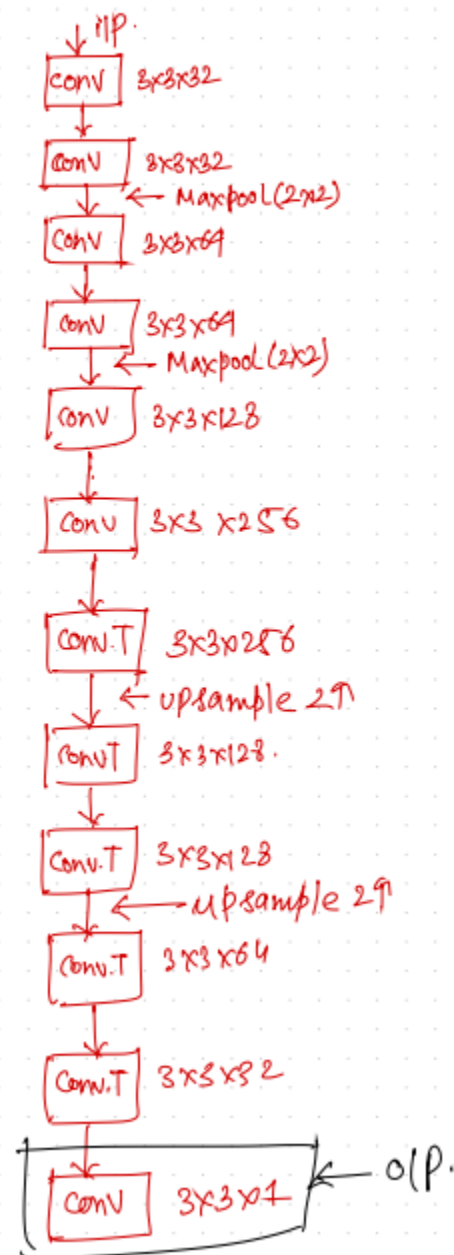 i/p.
conv 3x3x32
conv 3x3x32
← Maxpool (2x2)
conv 3x3x64
conv 3x3x64
← Maxpool (2x2)
conv 3x3x128
conv 3x3 x256
conv.T 3x3x256
← upsample 2↑
convT 3x3x128.
Conv.T 3x3x128
← upsample 2↑
Conv.T 3x3x64
Conv.T 3x3x32
conv 3x3x1 ← o/p.